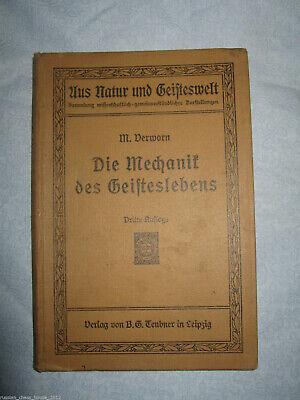 Aus Natur und Geisteswelt
Sammlung wissenschaftlich-gemeinverständlicher Darstellungen
M. Verworn
Die Mechanik
des Geisteslebens
Dritte Auflage
Verlag von B. G. Teubner in Leipzig
russian_chess_house_2012